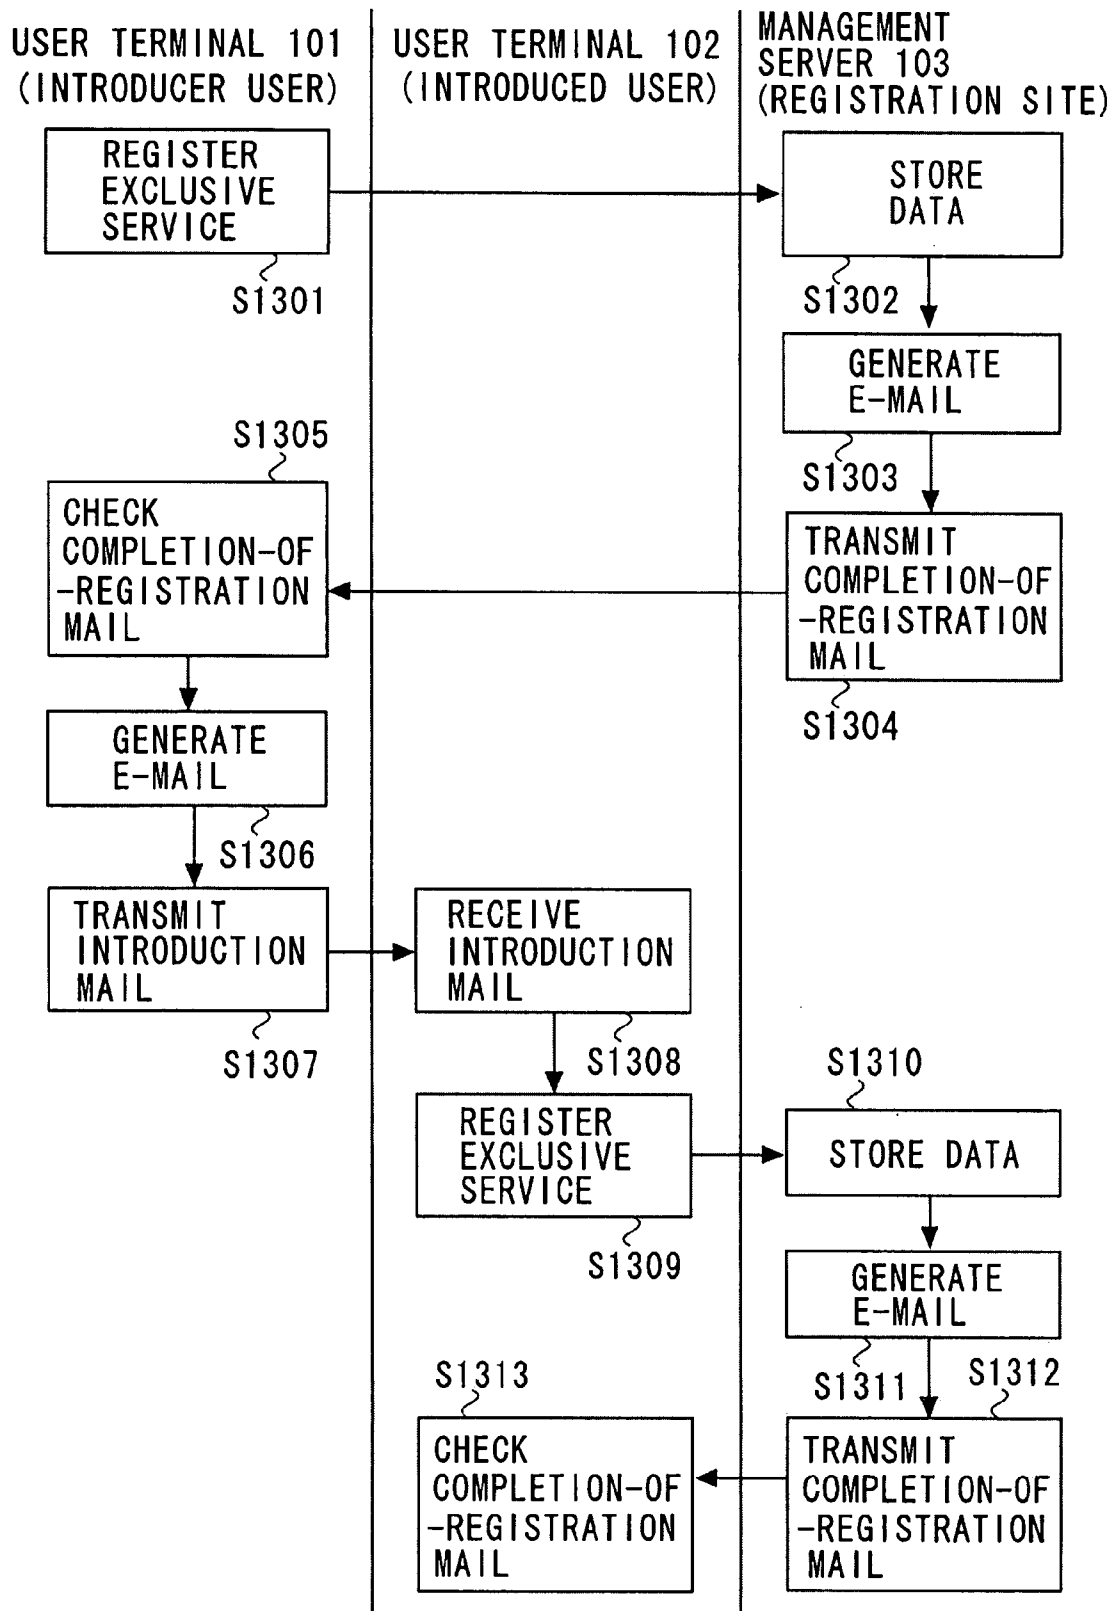 USER TERMINAL 101
(INTRODUCER USER)
USER TERMINAL 102
(INTRODUCED USER)
MANAGEMENT
SERVER 103
(REGISTRATION SITE)
REGISTER
EXCLUSIVE
SERVICE
S1301
STORE
DATA
S1302
GENERATE
E-MAIL
S1303
TRANSMIT
COMPLETION-OF
-REGISTRATION
MAIL
S1304
S1305
CHECK
COMPLETION-OF
-REGISTRATION
MAIL
GENERATE
E-MAIL
S1306
TRANSMIT
INTRODUCTION
MAIL
S1307
RECEIVE
INTRODUCTION
MAIL
S1308
REGISTER
EXCLUSIVE
SERVICE
S1309
S1310
STORE DATA
GENERATE
E-MAIL
S1311
S1312
TRANSMIT
COMPLETION-OF
-REGISTRATION
MAIL
S1313
CHECK
COMPLETION-OF
-REGISTRATION
MAIL